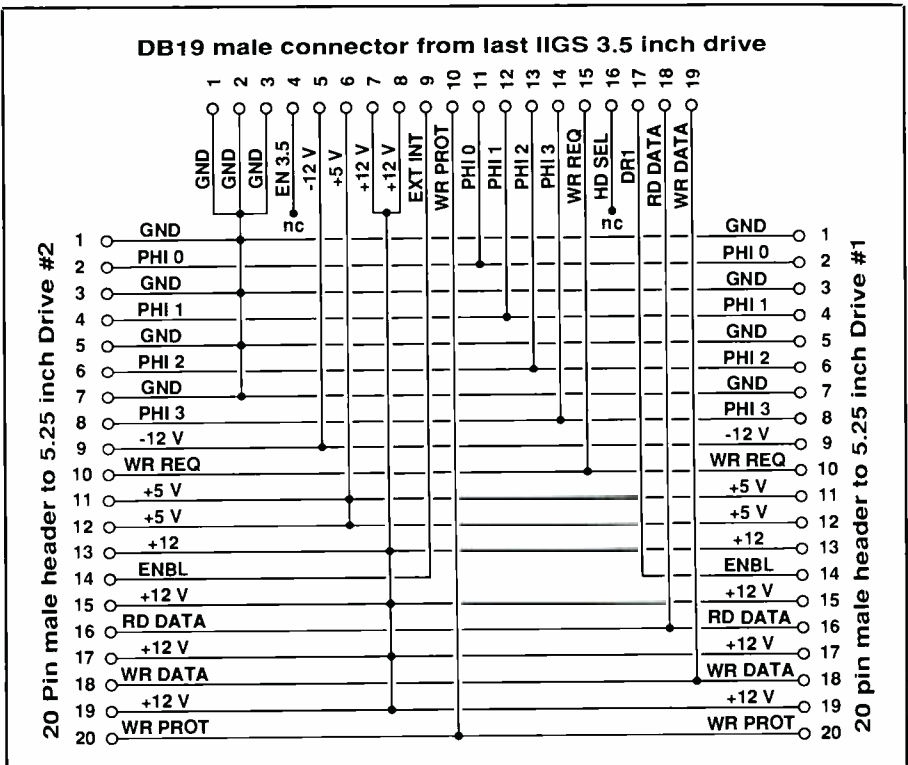 DB19 male connector from last IIGS 3.5 inch drive
1 2 3 4 5 6 7 8 9 10 11 12 13 14 15 16 17 18 19
GND GND GND EN 3.5 -12 V +5 V +12 V +12 V EXT INT WR PROT PHI 0 PHI 1 PHI 2 PHI 3 WR REQ HD SEL DR1 RD DATA WR DATA
nc nc
20 Pin male header to 5.25 inch Drive #2
1 GND GND 1
2 PHI 0 PHI 0 2
3 GND GND 3
4 PHI 1 PHI 1 4
5 GND GND 5
6 PHI 2 PHI 2 6
7 GND GND 7
8 PHI 3 PHI 3 8
9 -12 V -12 V 9
10 WR REQ WR REQ 10
11 +5 V +5 V 11
12 +5 V +5 V 12
13 +12 +12 13
14 ENBL ENBL 14
15 +12 V +12 V 15
16 RD DATA RD DATA 16
17 +12 V +12 V 17
18 WR DATA WR DATA 18
19 +12 V +12 V 19
20 WR PROT WR PROT 20
20 pin male header to 5.25 inch Drive #1